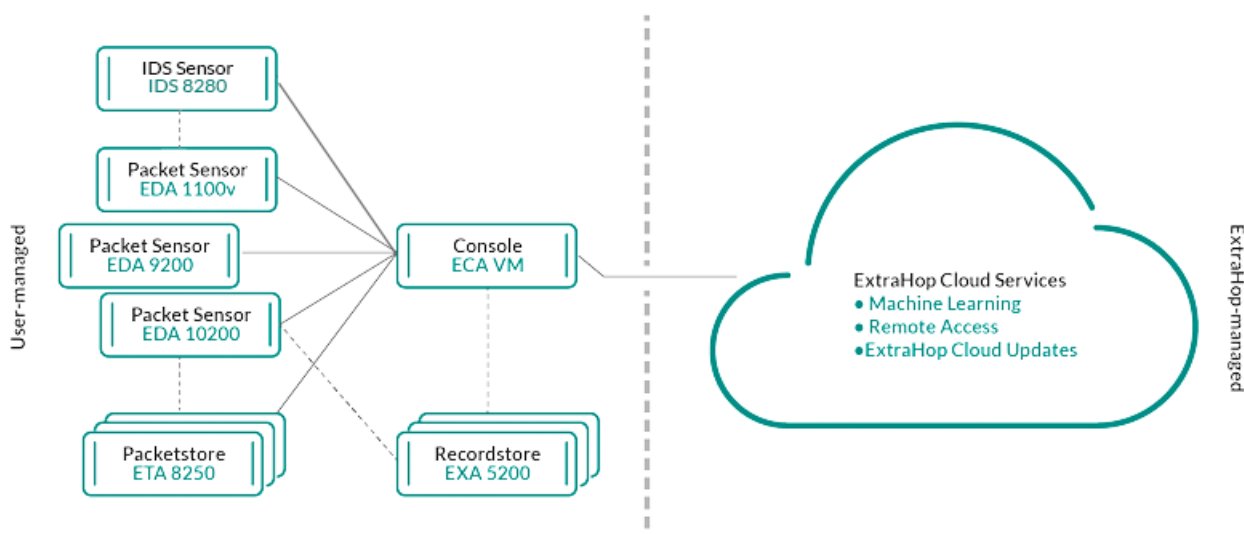 User-managed
IDS Sensor
IDS 8280
Packet Sensor
EDA 1100v
Packet Sensor
EDA 9200
Packet Sensor
EDA 10200
Packetstore
ETA 8250
Console
ECA VM
Recordstore
EXA 5200
ExtraHop Cloud Services
● Machine Learning
● Remote Access
●ExtraHop Cloud Updates
ExtraHop-managed